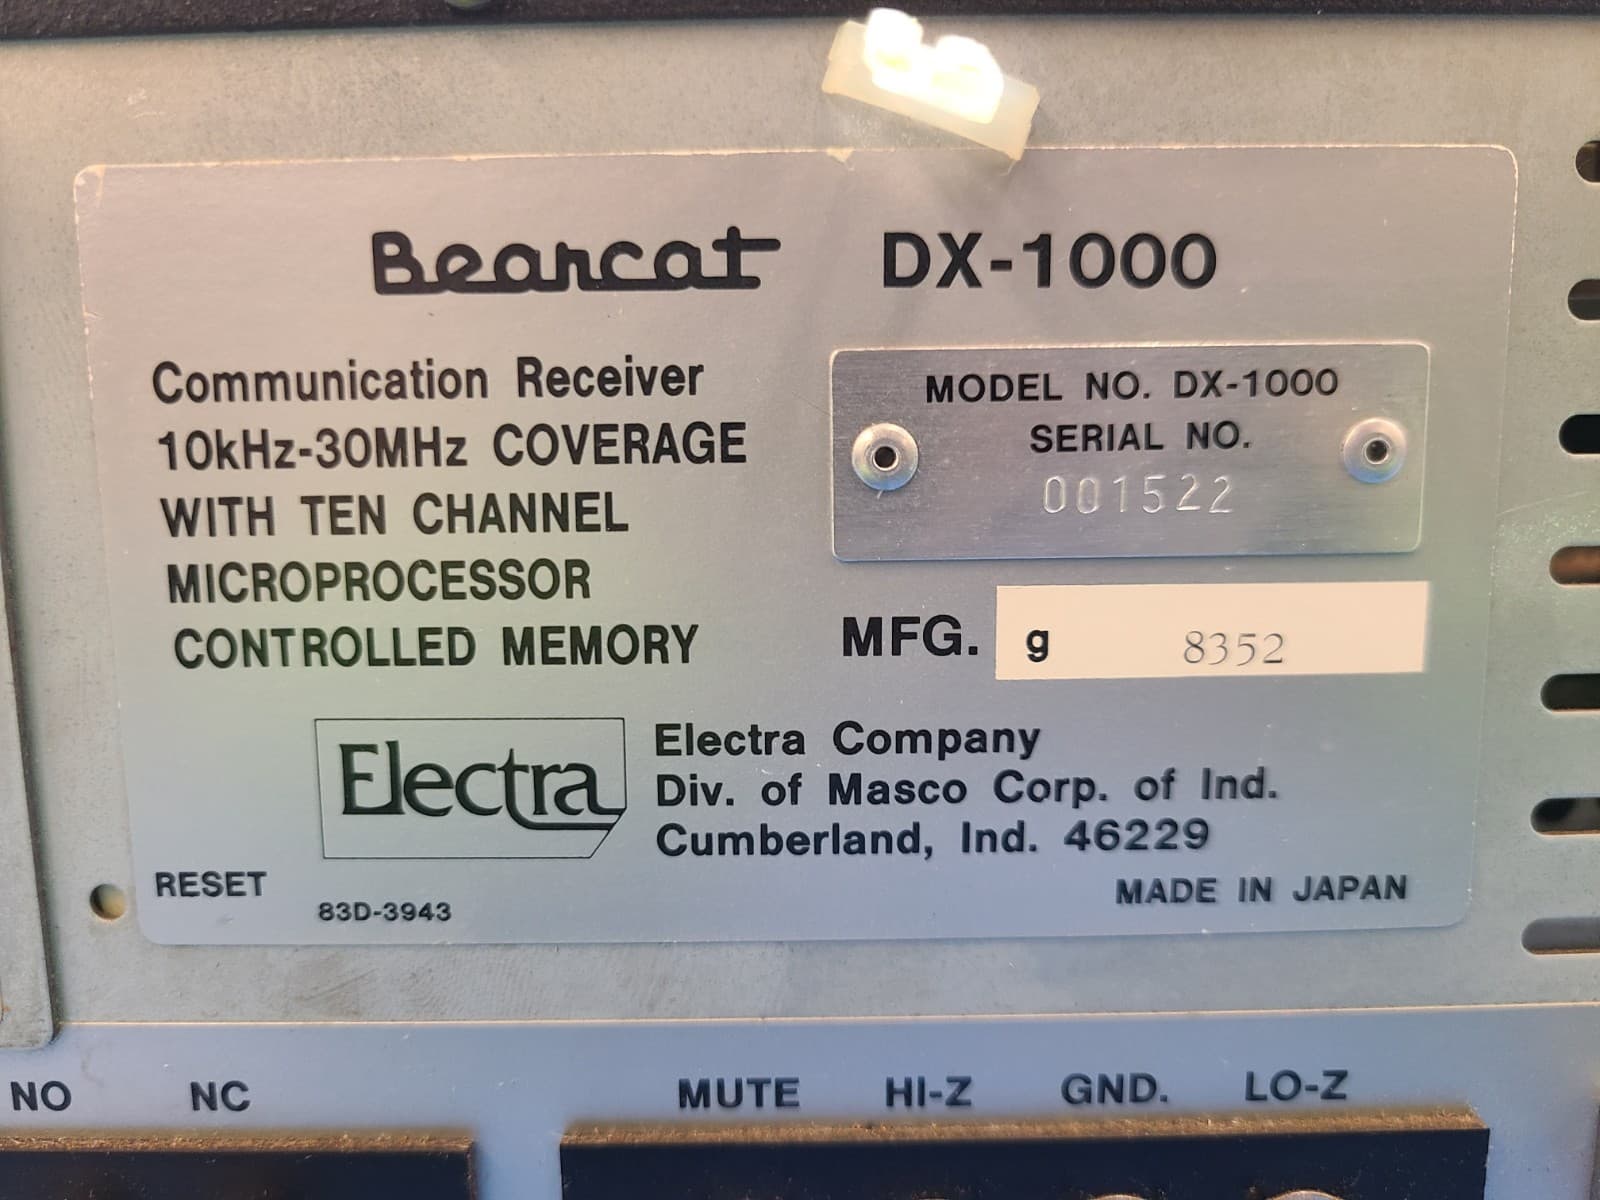 Bearcat DX-1000
Communication Receiver
10kHz-30MHz COVERAGE
WITH TEN CHANNEL
MICROPROCESSOR
CONTROLLED MEMORY
MODEL NO. DX-1000
SERIAL NO.
001522
MFG. g 8352
Electra
Electra Company
Div. of Masco Corp. of Ind.
Cumberland, Ind. 46229
RESET
83D-3943
MADE IN JAPAN
NO NC MUTE HI-Z GND. LO-Z